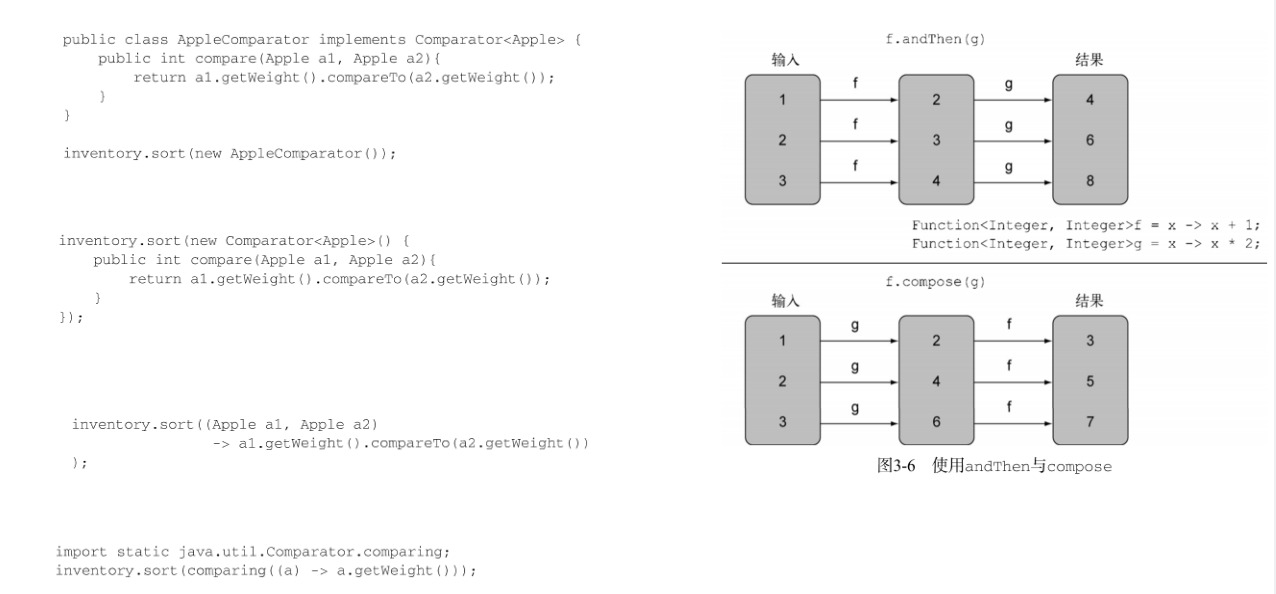 public class AppleComparator implements Comparator<Apple> {
    public int compare(Apple a1, Apple a2){
        return a1.getWeight().compareTo(a2.getWeight());
    }
}
inventory.sort(new AppleComparator());
inventory.sort(new Comparator<Apple>() {
    public int compare(Apple a1, Apple a2){
        return a1.getWeight().compareTo(a2.getWeight());
    }
});
inventory.sort((Apple a1, Apple a2)
                -> a1.getWeight().compareTo(a2.getWeight())
);
import static java.util.Comparator.comparing;
inventory.sort(comparing((a) -> a.getWeight()));
f.andThen(g)
输入 结果
f g
1 2 4
f g
2 3 6
f g
3 4 8
Function<Integer, Integer>f = x -> x + 1;
Function<Integer, Integer>g = x -> x * 2;
f.compose(g)
输入 结果
g f
1 2 3
g f
2 4 5
g f
3 6 7
图3-6 使用andThen与compose